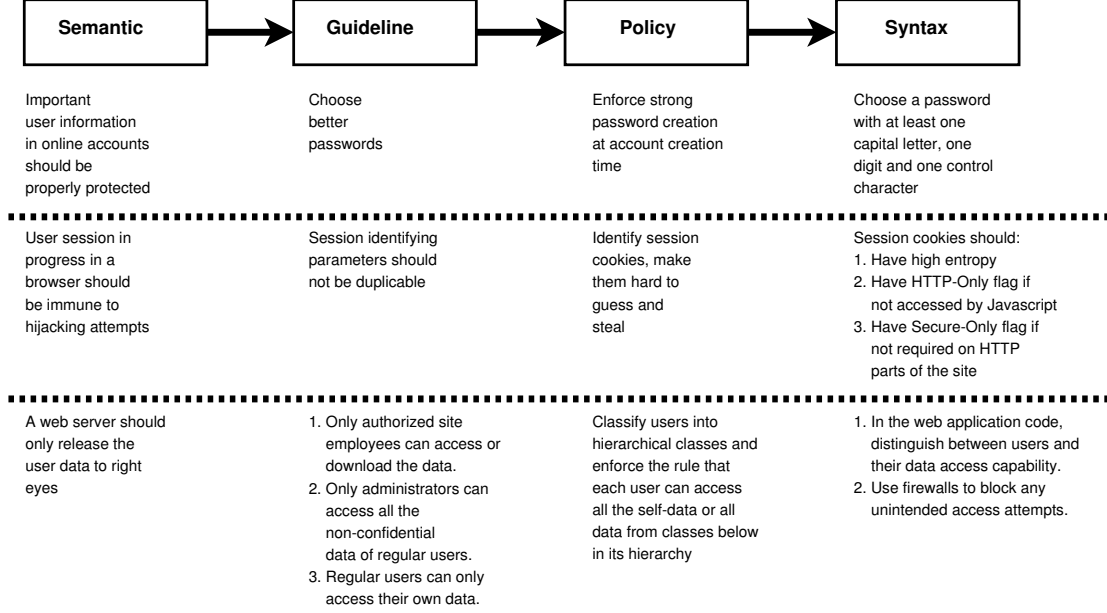 Semantic
Guideline
Policy
Syntax
Important
user information
in online accounts
should be
properly protected
Choose
better
passwords
Enforce strong
password creation
at account creation
time
Choose a password
with at least one
capital letter, one
digit and one control
character
User session in
progress in a
browser should
be immune to
hijacking attempts
Session identifying
parameters should
not be duplicable
Identify session
cookies, make
them hard to
guess and
steal
Session cookies should:
1. Have high entropy
2. Have HTTP-Only flag if
not accessed by Javascript
3. Have Secure-Only flag if
not required on HTTP
parts of the site
A web server should
only release the
user data to right
eyes
1. Only authorized site
employees can access or
download the data.
2. Only administrators can
access all the
non-confidential
data of regular users.
3. Regular users can only
access their own data.
Classify users into
hierarchical classes and
enforce the rule that
each user can access
all the self-data or all
data from classes below
in its hierarchy
1. In the web application code,
distinguish between users and
their data access capability.
2. Use firewalls to block any
unintended access attempts.